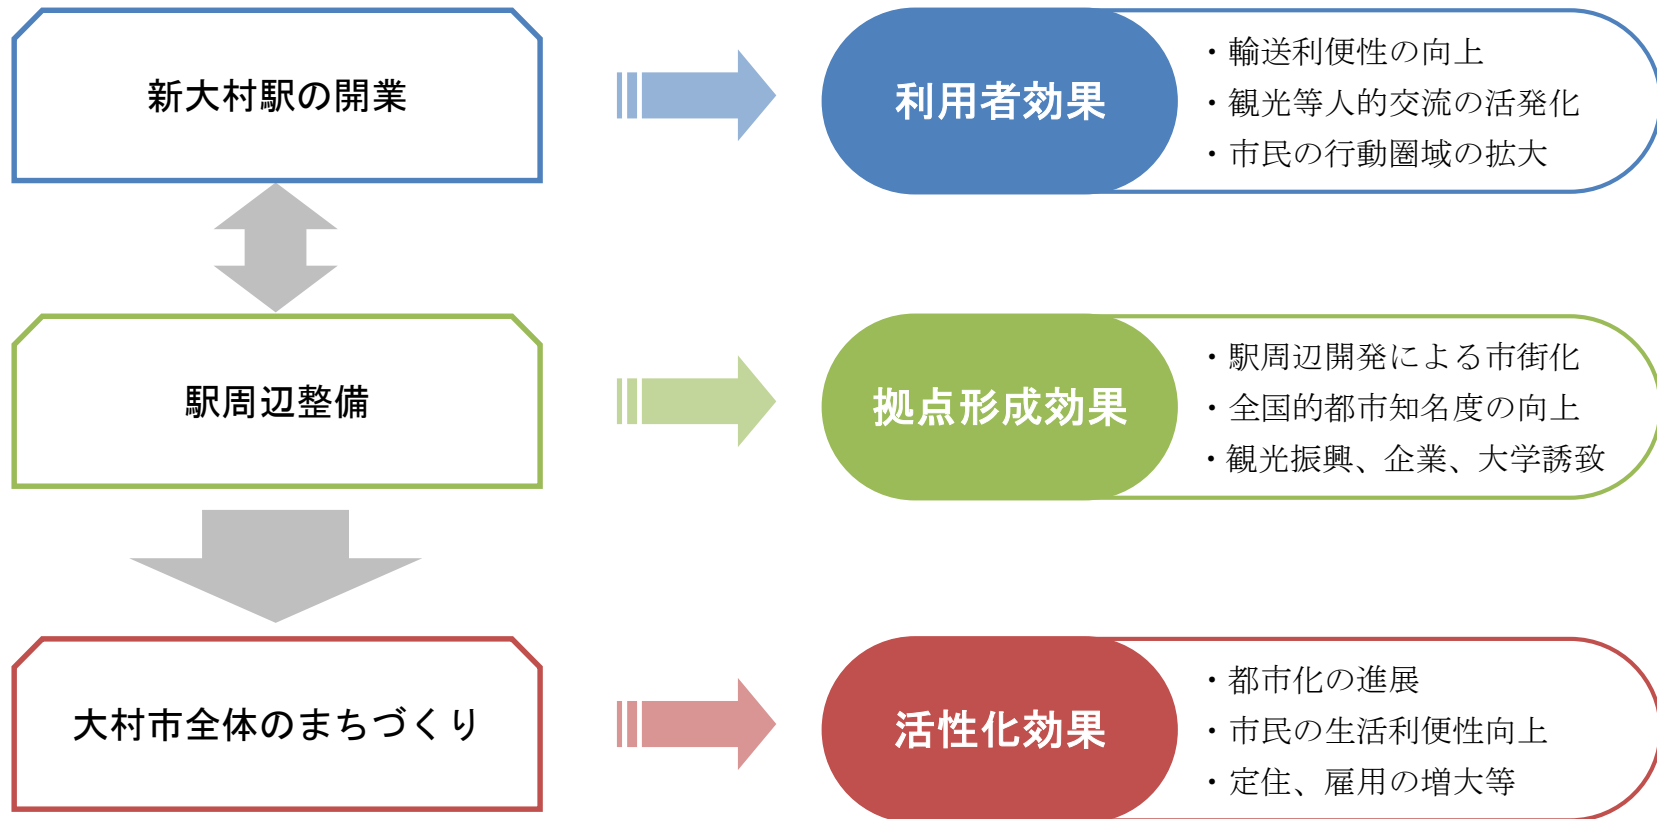 新大村駅の開業
利用者効果
・輸送利便性の向上
・観光等人的交流の活発化
・市民の行動圏域の拡大
駅周辺整備
拠点形成効果
・駅周辺開発による市街化
・全国的都市知名度の向上
・観光振興、企業、大学誘致
大村市全体のまちづくり
活性化効果
・都市化の進展
・市民の生活利便性向上
・定住、雇用の増大等